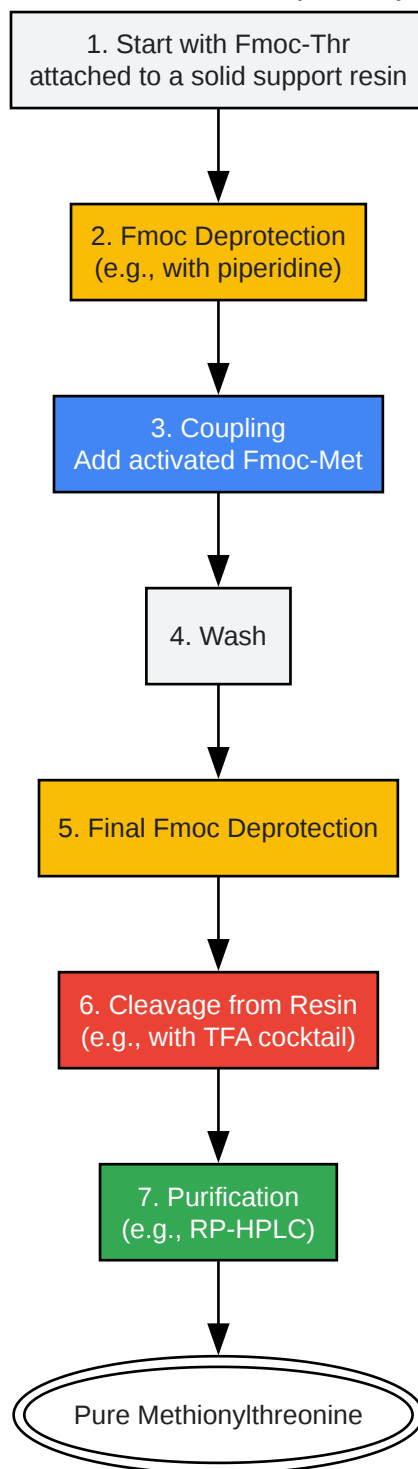 1. Start with Fmoc-Thr
attached to a solid support resin
2. Fmoc Deprotection
(e.g., with piperidine)
3. Coupling
Add activated Fmoc-Met
4. Wash
5. Final Fmoc Deprotection
6. Cleavage from Resin
(e.g., with TFA cocktail)
7. Purification
(e.g., RP-HPLC)
Pure Methionylthreonine